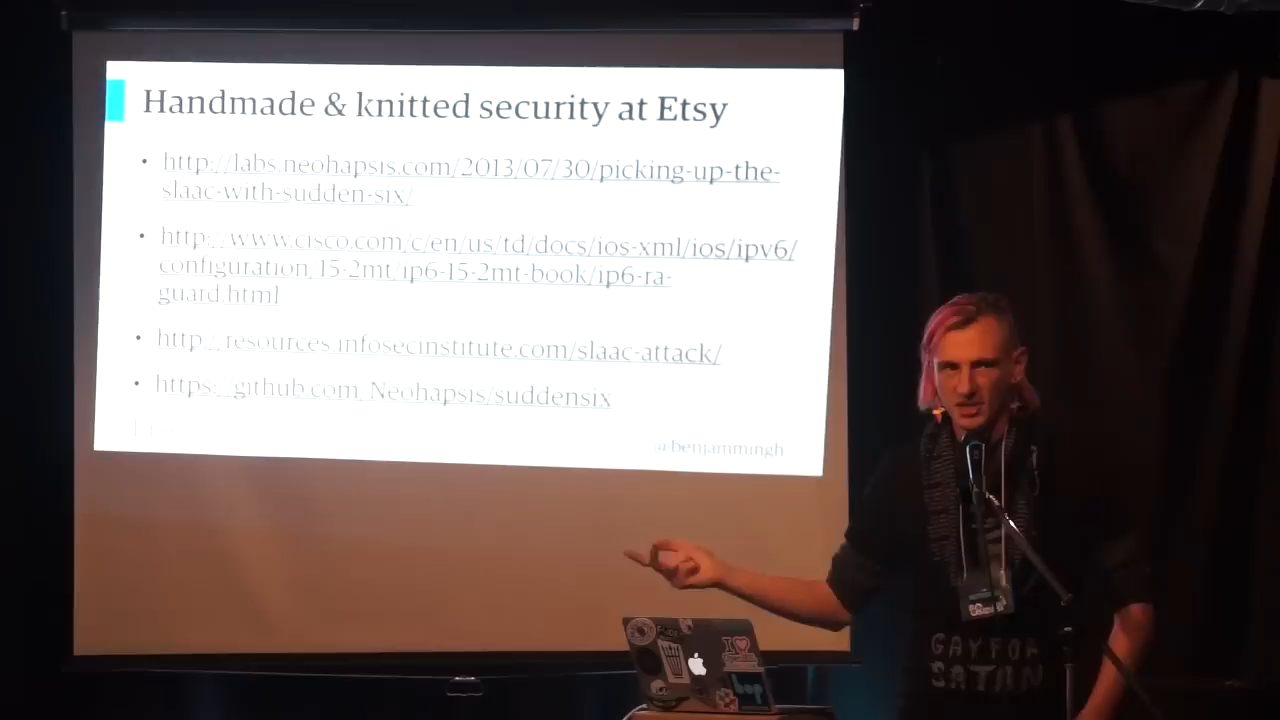 Handmade & knitted security at Etsy
• http://labs.neohapsis.com/2013/07/30/picking-up-the-
slaac-with-sudden-six/
• http://www.cisco.com/c/en/us/td/docs/ios-xml/ios/ipv6/
configuration/15-2mt/ip6-15-2mt-book/ip6-ra-
guard.html
• http://resources.infosecinstitute.com/slaac-attack/
• https://github.com/Neohapsis/suddensix
@benjammingh
GAY FOR
SATAN
I
bop